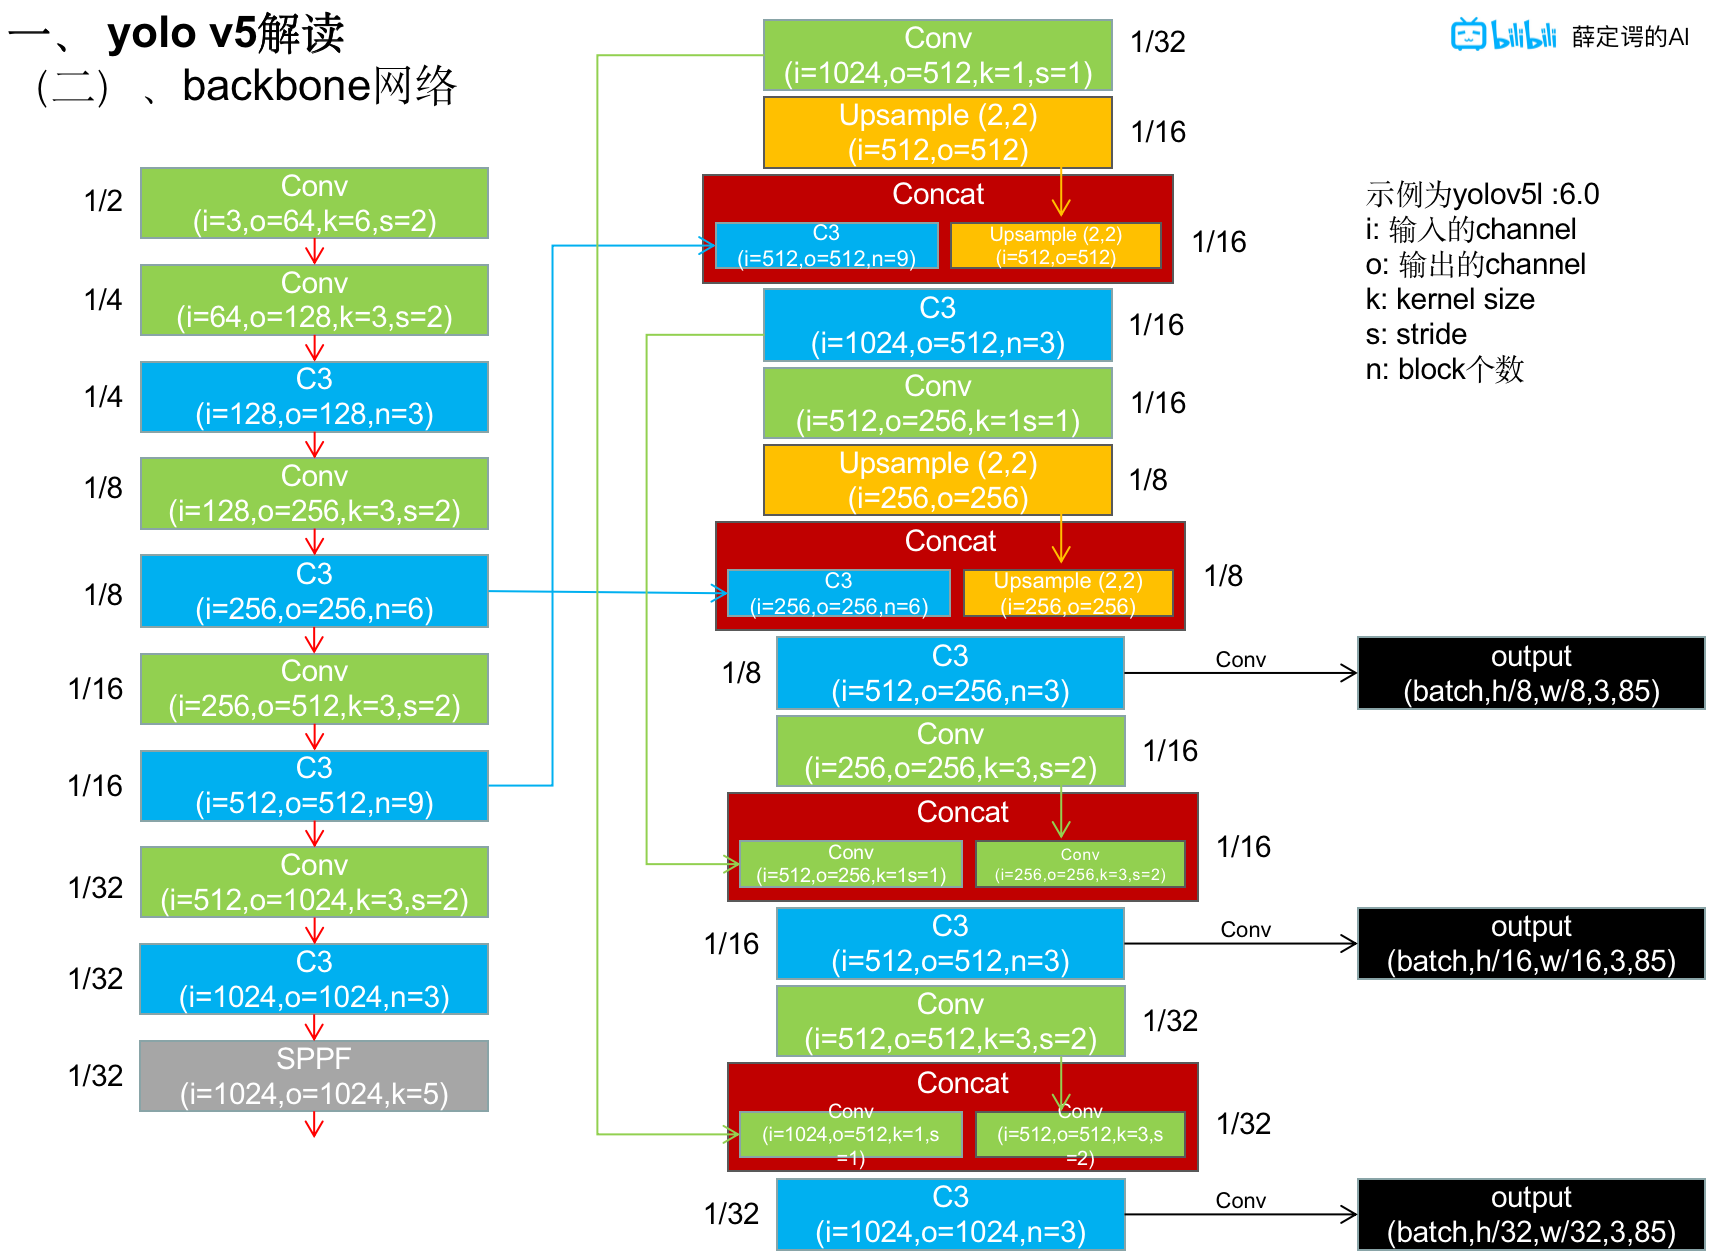 一、 yolo v5解读
（二）、backbone网络
bilibili 薛定谔的AI
1/2
Conv
(i=3,o=64,k=6,s=2)
1/4
Conv
(i=64,o=128,k=3,s=2)
1/4
C3
(i=128,o=128,n=3)
1/8
Conv
(i=128,o=256,k=3,s=2)
1/8
C3
(i=256,o=256,n=6)
1/16
Conv
(i=256,o=512,k=3,s=2)
1/16
C3
(i=512,o=512,n=9)
1/32
Conv
(i=512,o=1024,k=3,s=2)
1/32
C3
(i=1024,o=1024,n=3)
1/32
SPPF
(i=1024,o=1024,k=5)
Conv
(i=1024,o=512,k=1,s=1)
1/32
Upsample (2,2)
(i=512,o=512)
1/16
Concat
C3
(i=512,o=512,n=9)
Upsample (2,2)
(i=512,o=512)
1/16
C3
(i=1024,o=512,n=3)
1/16
Conv
(i=512,o=256,k=1s=1)
1/16
Upsample (2,2)
(i=256,o=256)
1/8
Concat
C3
(i=256,o=256,n=6)
Upsample (2,2)
(i=256,o=256)
1/8
1/8
C3
(i=512,o=256,n=3)
Conv
output
(batch,h/8,w/8,3,85)
Conv
(i=256,o=256,k=3,s=2)
1/16
Concat
Conv
(i=512,o=256,k=1s=1)
Conv
(i=256,o=256,k=3,s=2)
1/16
1/16
C3
(i=512,o=512,n=3)
Conv
output
(batch,h/16,w/16,3,85)
Conv
(i=512,o=512,k=3,s=2)
1/32
Concat
Conv
(i=1024,o=512,k=1,s
=1)
Conv
(i=512,o=512,k=3,s
=2)
1/32
1/32
C3
(i=1024,o=1024,n=3)
Conv
output
(batch,h/32,w/32,3,85)
示例为yolov5l :6.0
i: 输入的channel
o: 输出的channel
k: kernel size
s: stride
n: block个数